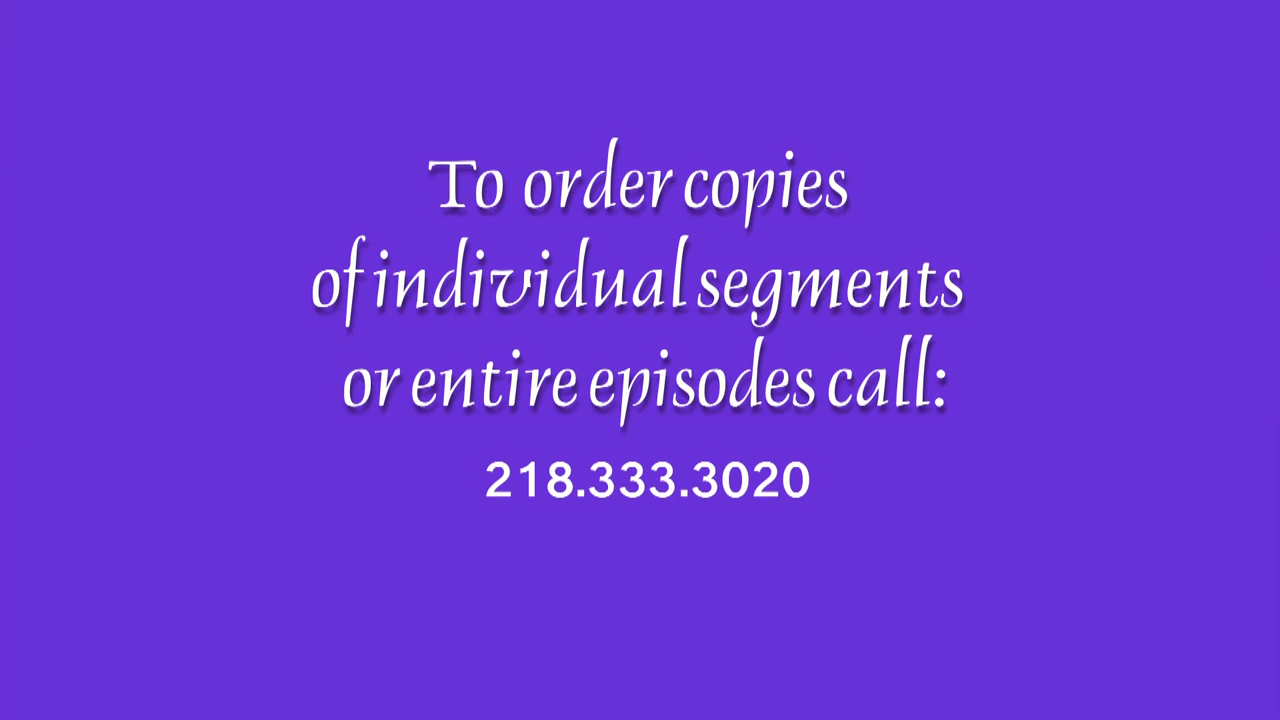 To order copies
of individual segments
or entire episodes call:
218.333.3020